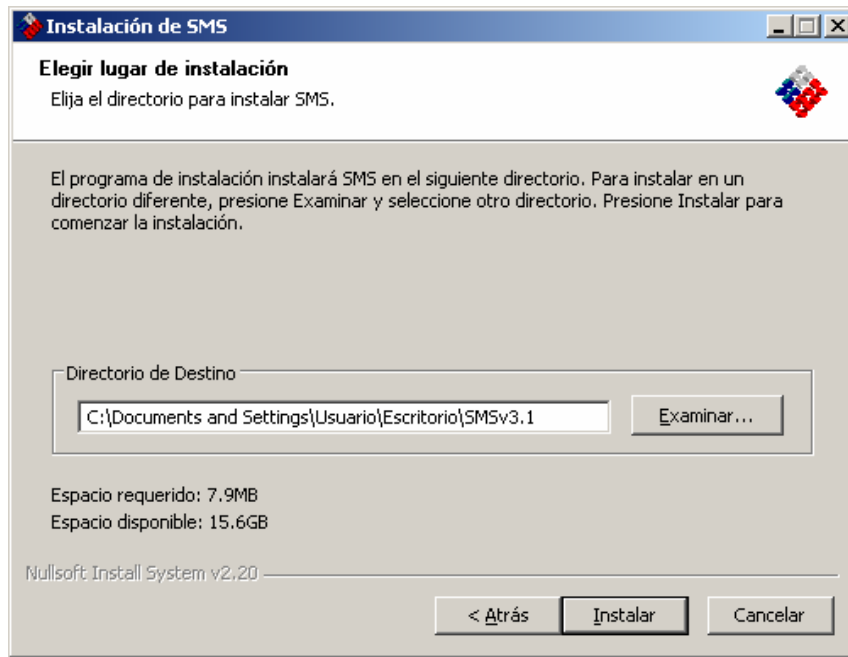 Instalación de SMS
Elegir lugar de instalación
Elija el directorio para instalar SMS.
El programa de instalación instalará SMS en el siguiente directorio. Para instalar en un
directorio diferente, presione Examinar y seleccione otro directorio. Presione Instalar para
comenzar la instalación.
Directorio de Destino
C:\Documents and Settings\Usuario\Escritorio\SMSv3.1
Examinar...
Espacio requerido: 7.9MB
Espacio disponible: 15.6GB
Nullsoft Install System v2.20
< Atrás
Instalar
Cancelar